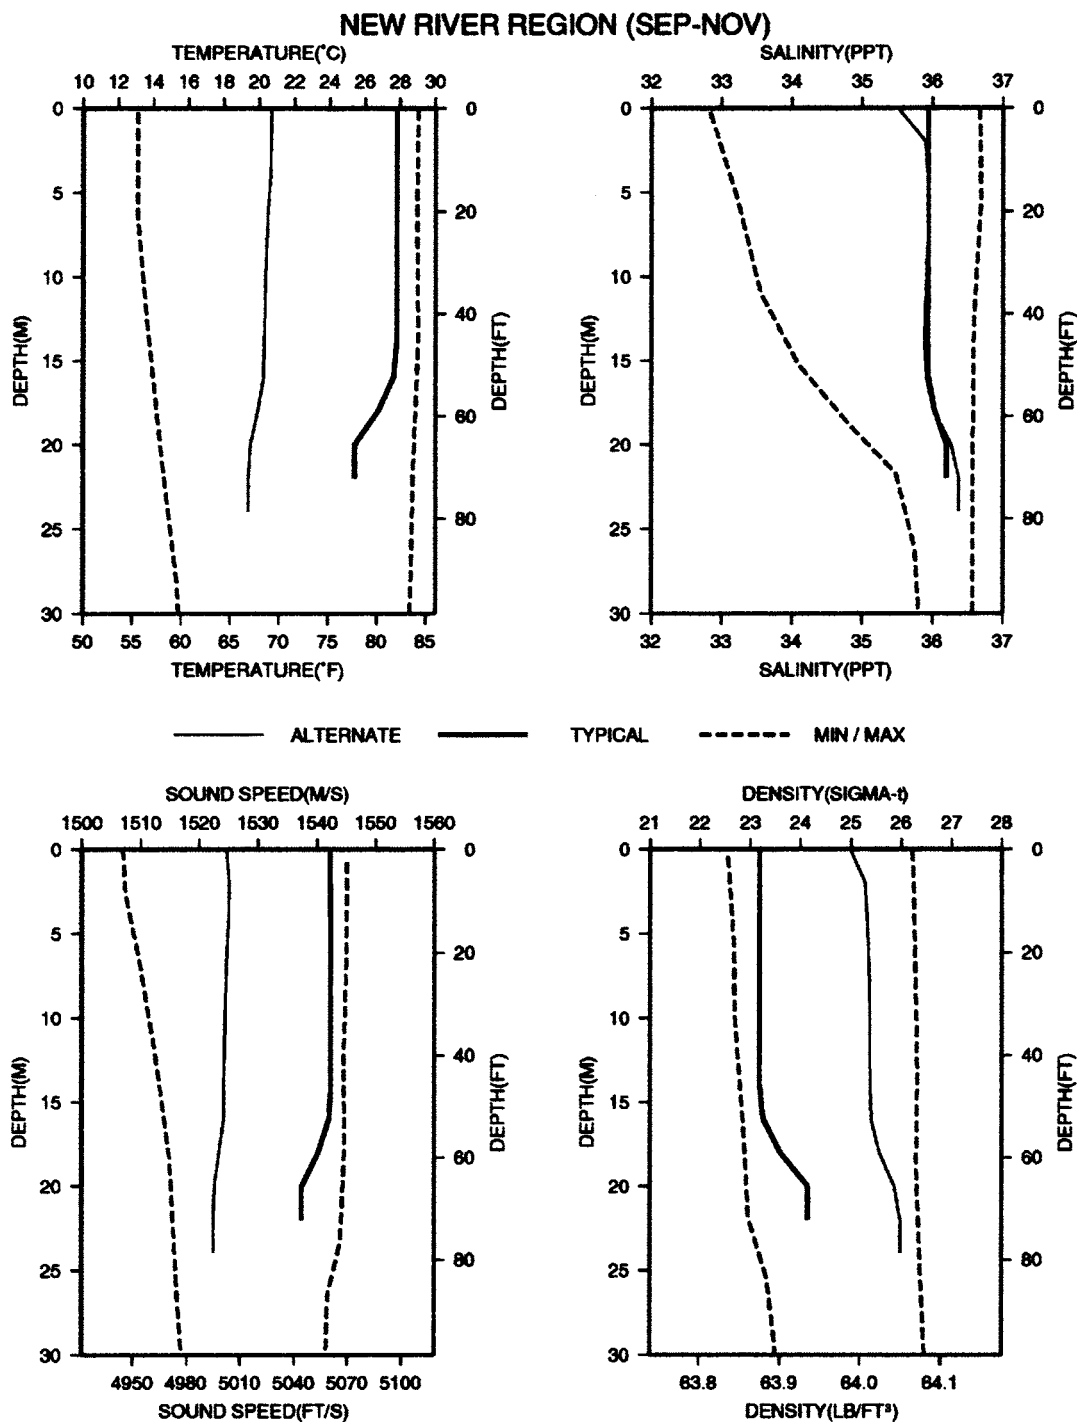 NEW RIVER REGION (SEP-NOV)
TEMPERATURE(°C)
10 12 14 16 18 20 22 24 26 28 30
SALINITY(PPT)
32 33 34 35 36 37
0
5
10
15
20
25
30
DEPTH(M)
0
20
40
60
80
DEPTH(FT)
50 55 60 65 70 75 80 85
TEMPERATURE(°F)
0
5
10
15
20
25
30
DEPTH(M)
0
20
40
60
80
DEPTH(FT)
32 33 34 35 36 37
SALINITY(PPT)
ALTERNATE TYPICAL MIN / MAX
SOUND SPEED(M/S)
1500 1510 1520 1530 1540 1550 1560
DENSITY(SIGMA-t)
21 22 23 24 25 26 27 28
0
5
10
15
20
25
30
DEPTH(M)
0
20
40
60
80
DEPTH(FT)
4950 4980 5010 5040 5070 5100
SOUND SPEED(FT/S)
0
5
10
15
20
25
30
DEPTH(M)
0
20
40
60
80
DEPTH(FT)
63.8 63.9 64.0 64.1
DENSITY(LB/FT³)